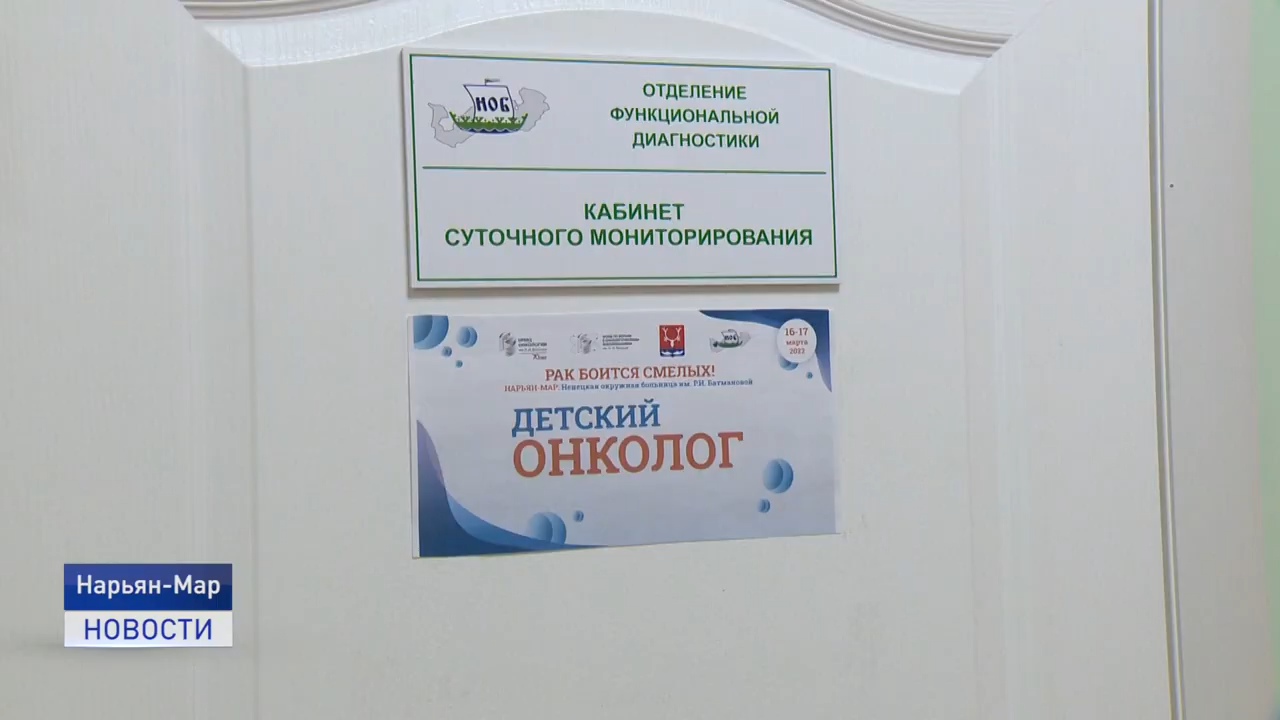 НОБ
ОТДЕЛЕНИЕ
ФУНКЦИОНАЛЬНОЙ
ДИАГНОСТИКИ
КАБИНЕТ
СУТОЧНОГО МОНИТОРИРОВАНИЯ
16-17
марта
2022
РАК БОИТСЯ СМЕЛЫХ!
НАРЬЯН-МАР: Ненецкая окружная больница им. Р.И. Батмановой
ДЕТСКИЙ
ОНКОЛОГ
Нарьян-Мар
НОВОСТИ